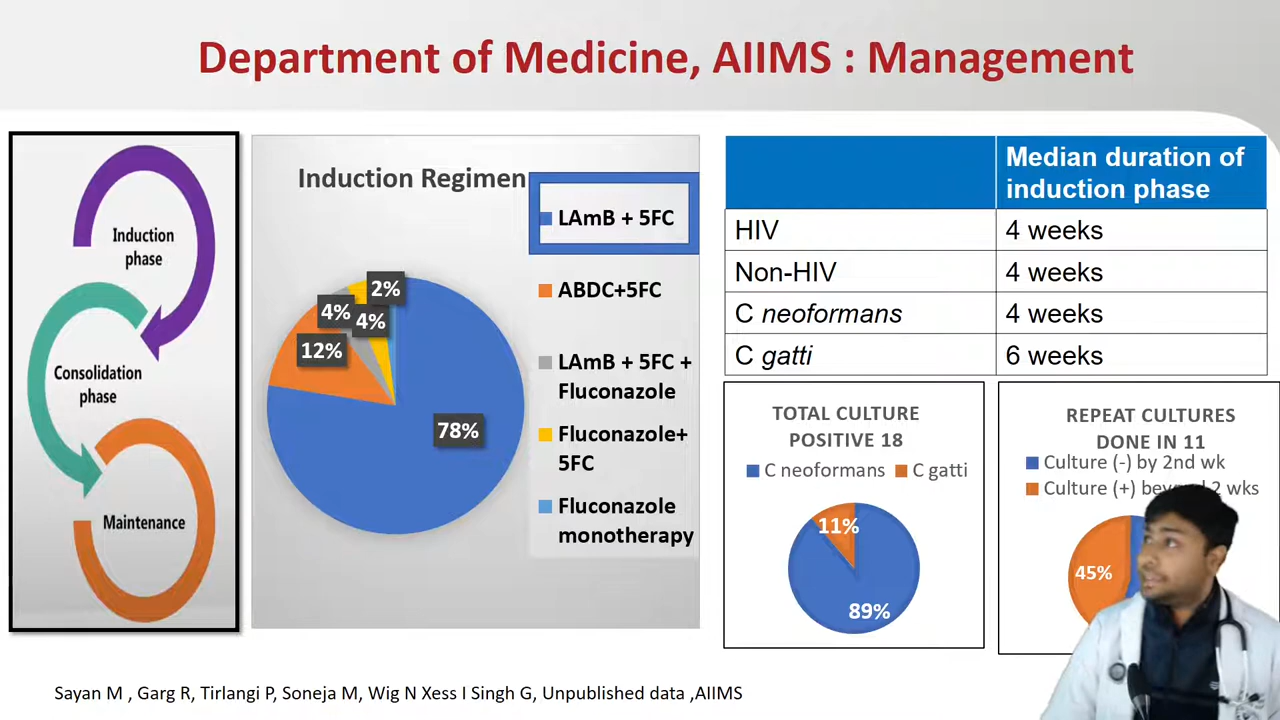 Department of Medicine, AIIMS : Management
Induction
phase
Consolidation
phase
Maintenance
Induction Regimen
LAmB + 5FC
ABDC+5FC
LAmB + 5FC +
Fluconazole
Fluconazole+
5FC
Fluconazole
monotherapy
2%
4%
4%
12%
78%
Median duration of
induction phase
HIV 4 weeks
Non-HIV 4 weeks
C neoformans 4 weeks
C gatti 6 weeks
TOTAL CULTURE
POSITIVE 18
C neoformans C gatti
11%
89%
REPEAT CULTURES
DONE IN 11
Culture (-) by 2nd wk
Culture (+) 2 wks
45%
Sayan M , Garg R, Tirlangi P, Soneja M, Wig N Xess I Singh G, Unpublished data ,AIIMS